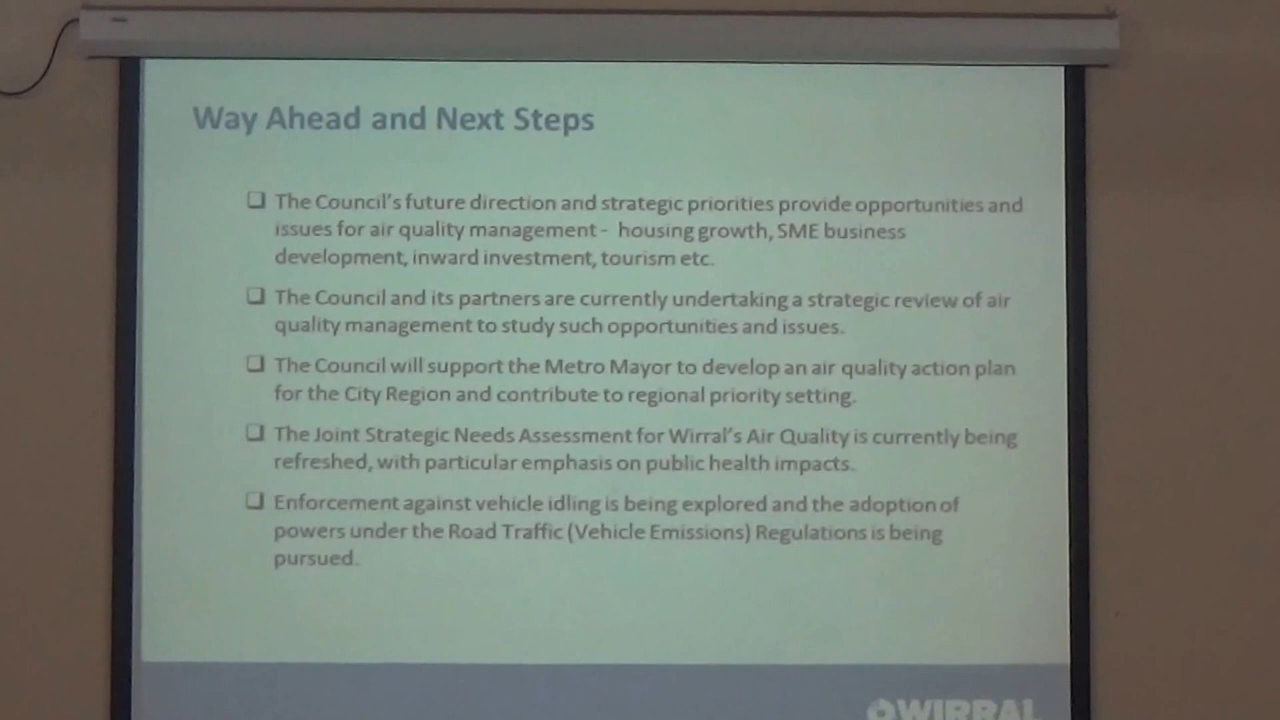 Way Ahead and Next Steps
❑ The Council's future direction and strategic priorities provide opportunities and
issues for air quality management - housing growth, SME business
development, inward investment, tourism etc.
❑ The Council and its partners are currently undertaking a strategic review of air
quality management to study such opportunities and issues.
❑ The Council will support the Metro Mayor to develop an air quality action plan
for the City Region and contribute to regional priority setting.
❑ The Joint Strategic Needs Assessment for Wirral's Air Quality is currently being
refreshed, with particular emphasis on public health impacts.
❑ Enforcement against vehicle idling is being explored and the adoption of
powers under the Road Traffic (Vehicle Emissions) Regulations is being
pursued.
WIRRAL